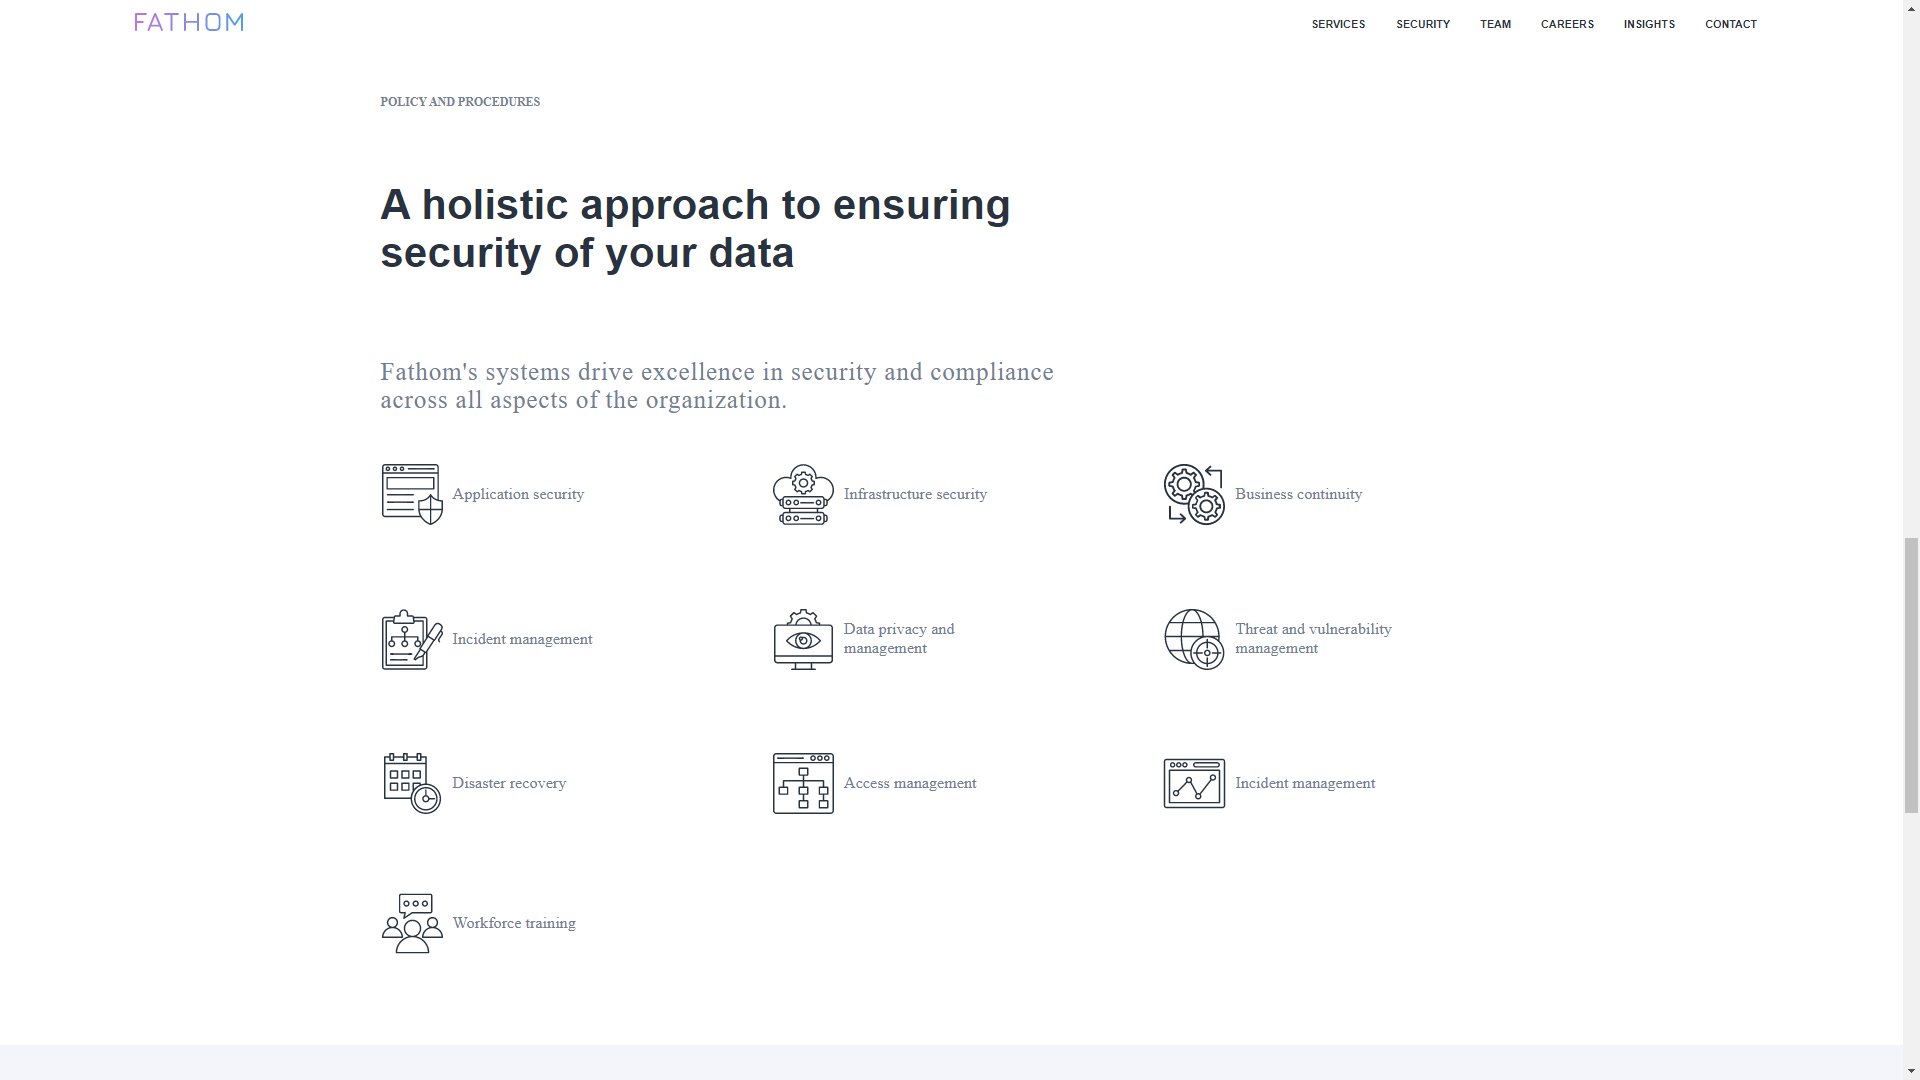 FATHOM
SERVICES SECURITY TEAM CAREERS INSIGHTS CONTACT
POLICY AND PROCEDURES
A holistic approach to ensuring
security of your data
Fathom's systems drive excellence in security and compliance
across all aspects of the organization.
Application security
Infrastructure security
Business continuity
Incident management
Data privacy and
management
Threat and vulnerability
management
Disaster recovery
Access management
Incident management
Workforce training